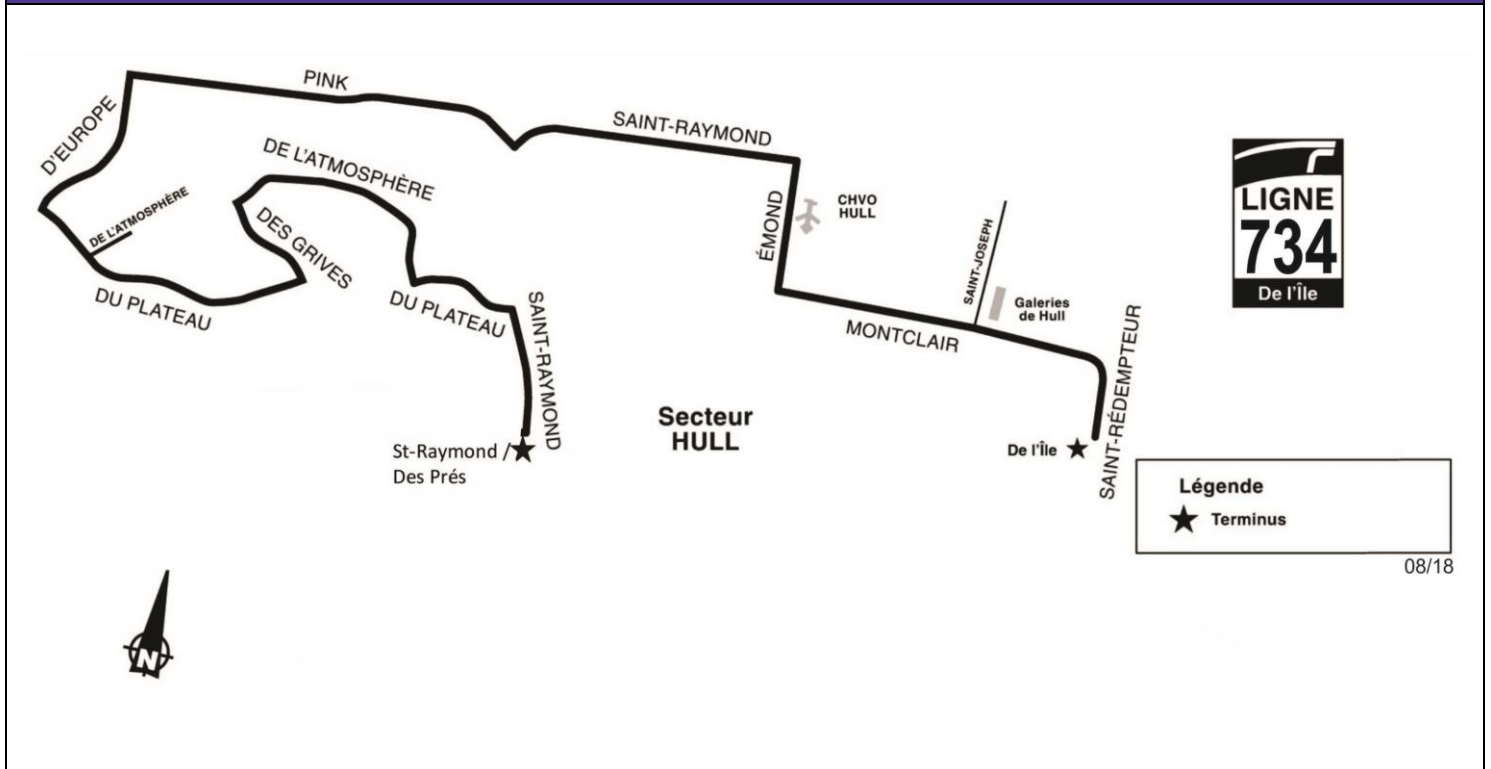 PINK
SAINT-RAYMOND
D'EUROPE
DE L'ATMOSPHÈRE
DE L'ATMOSPHÈRE
DES GRIVES
DU PLATEAU
DU PLATEAU
SAINT-RAYMOND
St-Raymond /
Des Prés
ÉMOND
CHVO
HULL
SAINT-JOSEPH
Galeries
de Hull
MONTCLAIR
SAINT-RÉDEMPTEUR
De l'Île
Secteur
HULL
LIGNE
734
De l'Île
Légende
Terminus
08/18
N